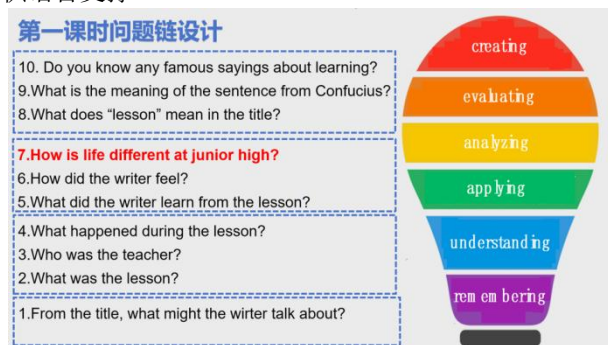 第一课时问题链设计
10. Do you know any famous sayings about learning?
9.What is the meaning of the sentence from Confucius?
8.What does “lesson” mean in the title?
7.How is life different at junior high?
6.How did the writer feel?
5.What did the writer learn from the lesson?
4.What happened during the lesson?
3.Who was the teacher?
2.What was the lesson?
1.From the title, what might the wirter talk about?
creating
evaluating
analyzing
applying
understanding
remembering